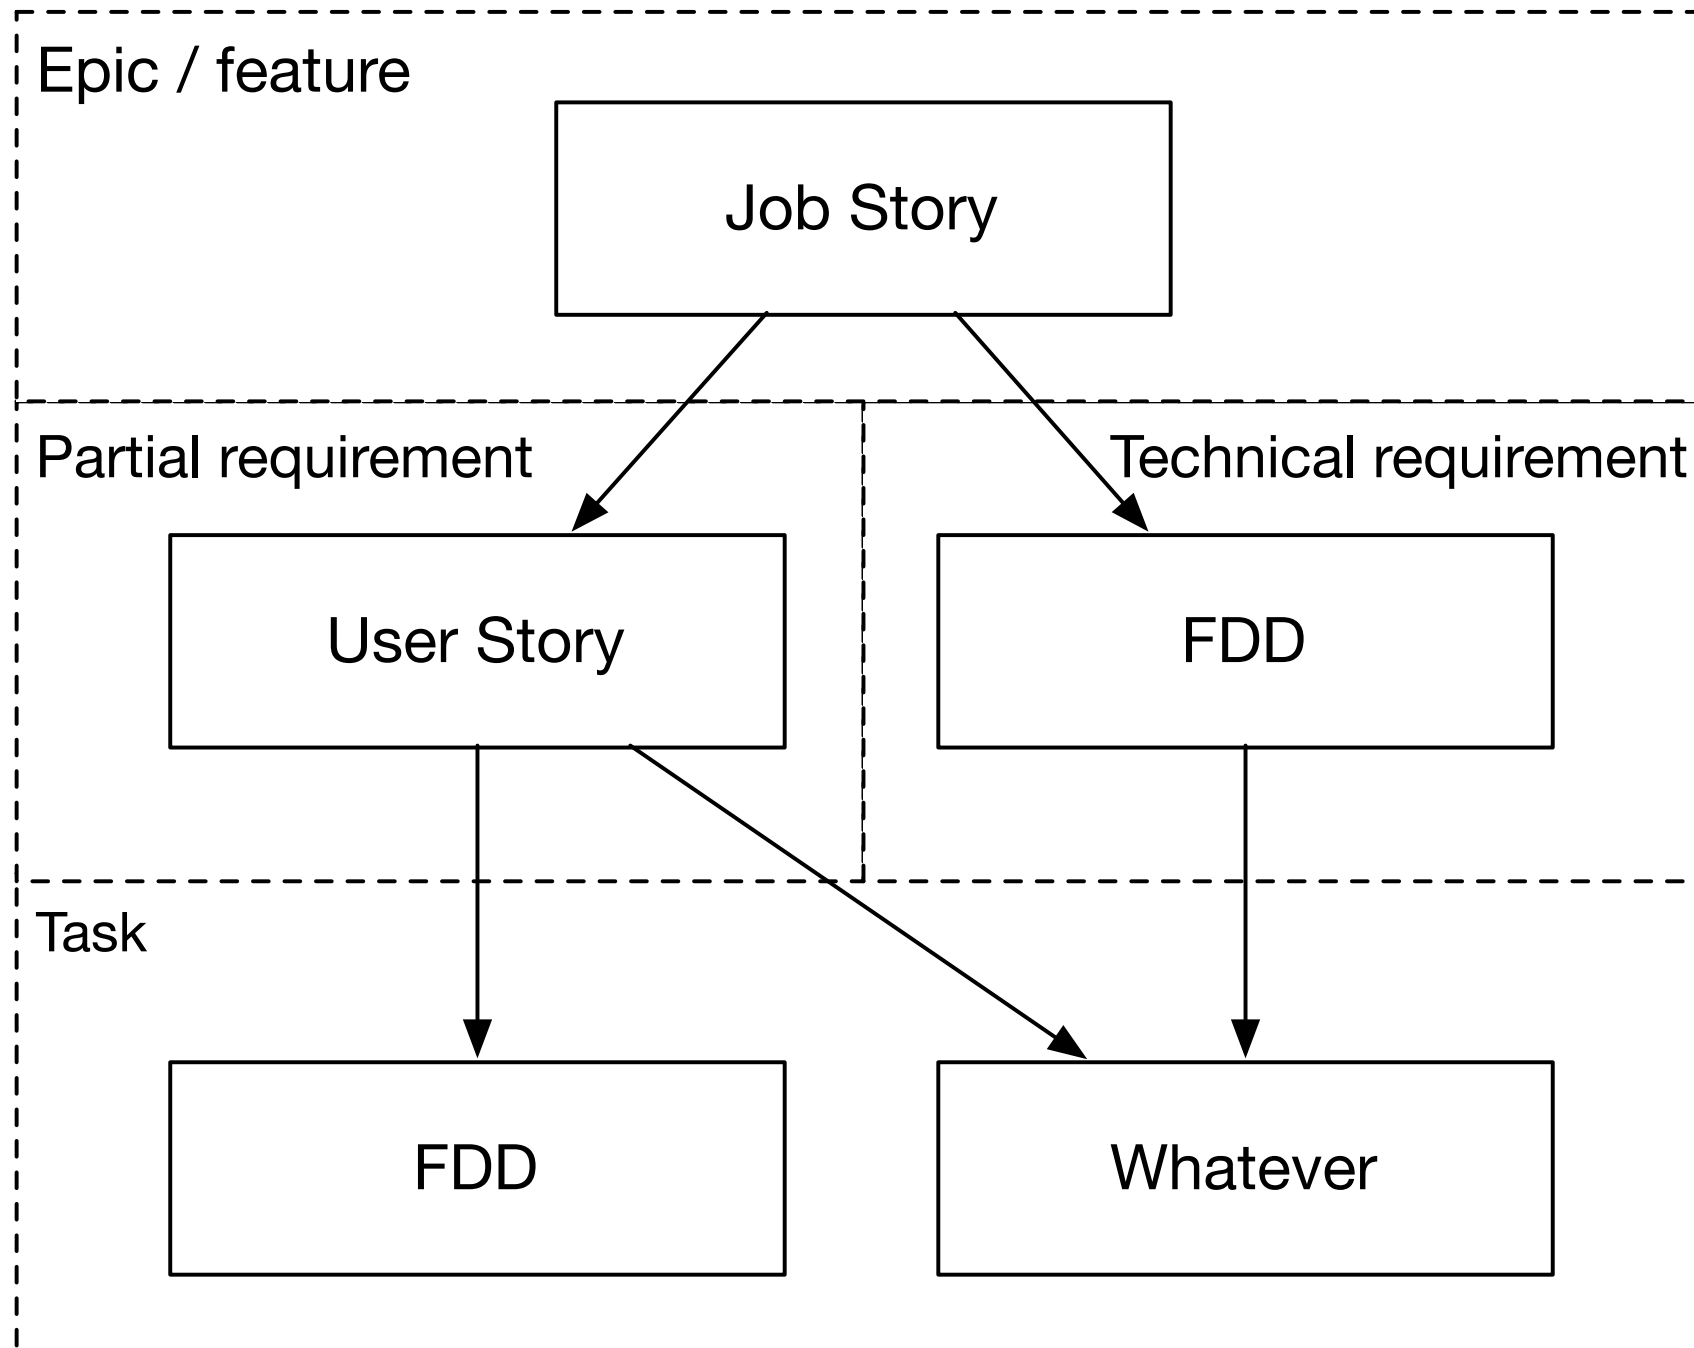 Epic / feature
Job Story
Partial requirement
Technical requirement
User Story
FDD
Task
FDD
Whatever